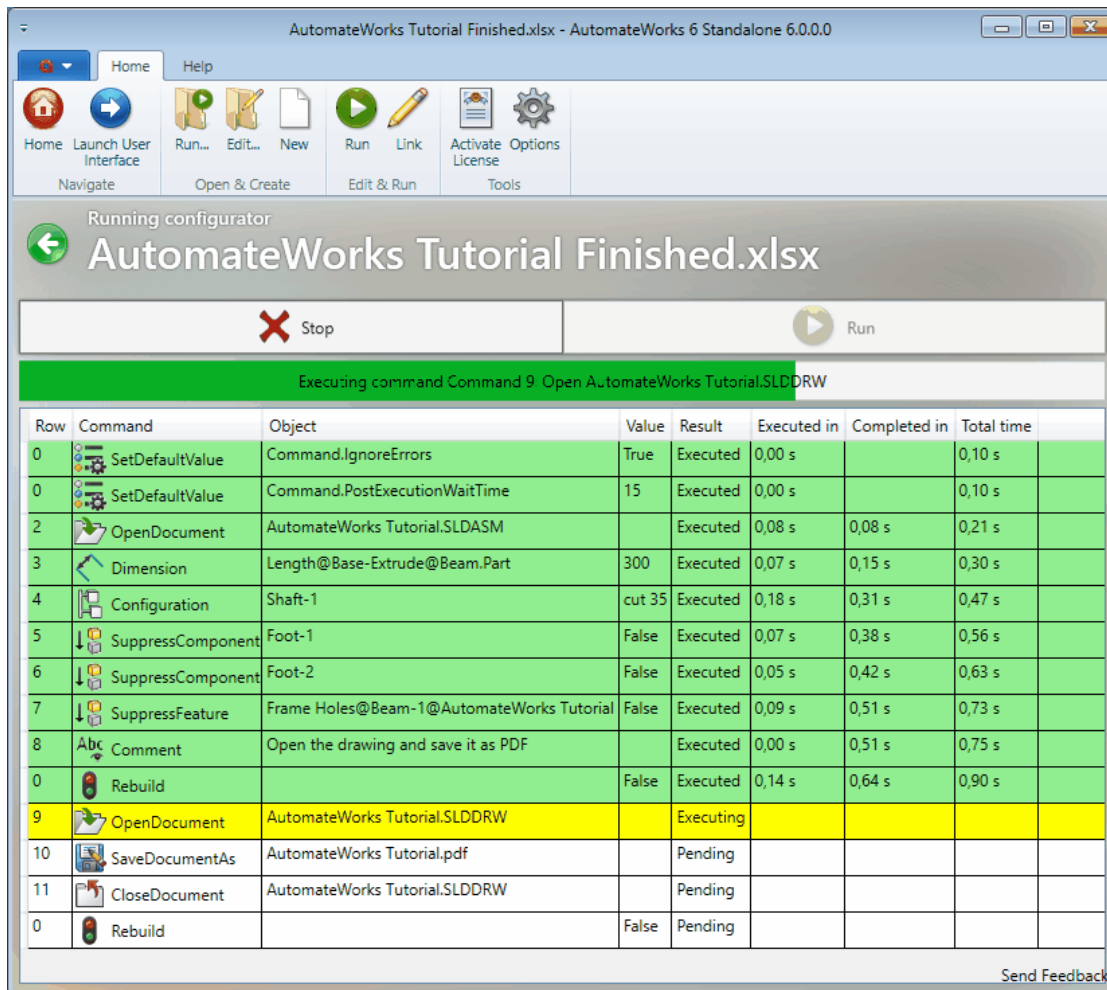 AutomateWorks Tutorial Finished.xlsx - AutomateWorks 6 Standalone 6.0.0.0
Home Help
Home Launch User Interface Run... Edit... New Run Link Activate License Options
Navigate Open & Create Edit & Run Tools
Running configurator
AutomateWorks Tutorial Finished.xlsx
Stop Run
Executing command Command 9: Open AutomateWorks Tutorial.SLDDRW
Row Command Object Value Result Executed in Completed in Total time
0 SetDefaultValue Command.IgnoreErrors True Executed 0,00 s 0,10 s
0 SetDefaultValue Command.PostExecutionWaitTime 15 Executed 0,00 s 0,10 s
2 OpenDocument AutomateWorks Tutorial.SLDASM Executed 0,08 s 0,08 s 0,21 s
3 Dimension Length@Base-Extrude@Beam.Part 300 Executed 0,07 s 0,15 s 0,30 s
4 Configuration Shaft-1 cut 35 Executed 0,18 s 0,31 s 0,47 s
5 SuppressComponent Foot-1 False Executed 0,07 s 0,38 s 0,56 s
6 SuppressComponent Foot-2 False Executed 0,05 s 0,42 s 0,63 s
7 SuppressFeature Frame Holes@Beam-1@AutomateWorks Tutorial False Executed 0,09 s 0,51 s 0,73 s
8 Abc Comment Open the drawing and save it as PDF Executed 0,00 s 0,51 s 0,75 s
0 Rebuild False Executed 0,14 s 0,64 s 0,90 s
9 OpenDocument AutomateWorks Tutorial.SLDDRW Executing
10 SaveDocumentAs AutomateWorks Tutorial.pdf Pending
11 CloseDocument AutomateWorks Tutorial.SLDDRW Pending
0 Rebuild False Pending
Send Feedback